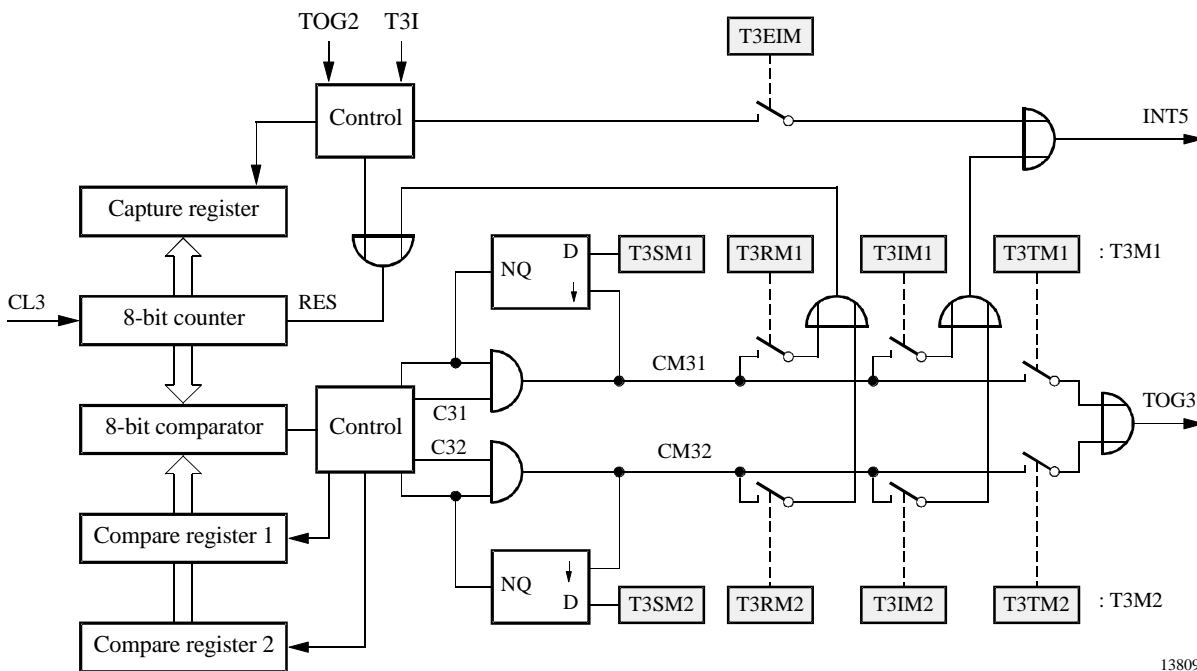 TOG2 T3I
T3EIM
Control
INT5
Capture register
T3SM1 T3RM1 T3IM1 T3TM1 : T3M1
D
NQ
CL3
8-bit counter
RES
CM31
C31
8-bit comparator
Control
TOG3
C32
CM32
Compare register 1
NQ
D
T3SM2 T3RM2 T3IM2 T3TM2 : T3M2
Compare register 2
13809